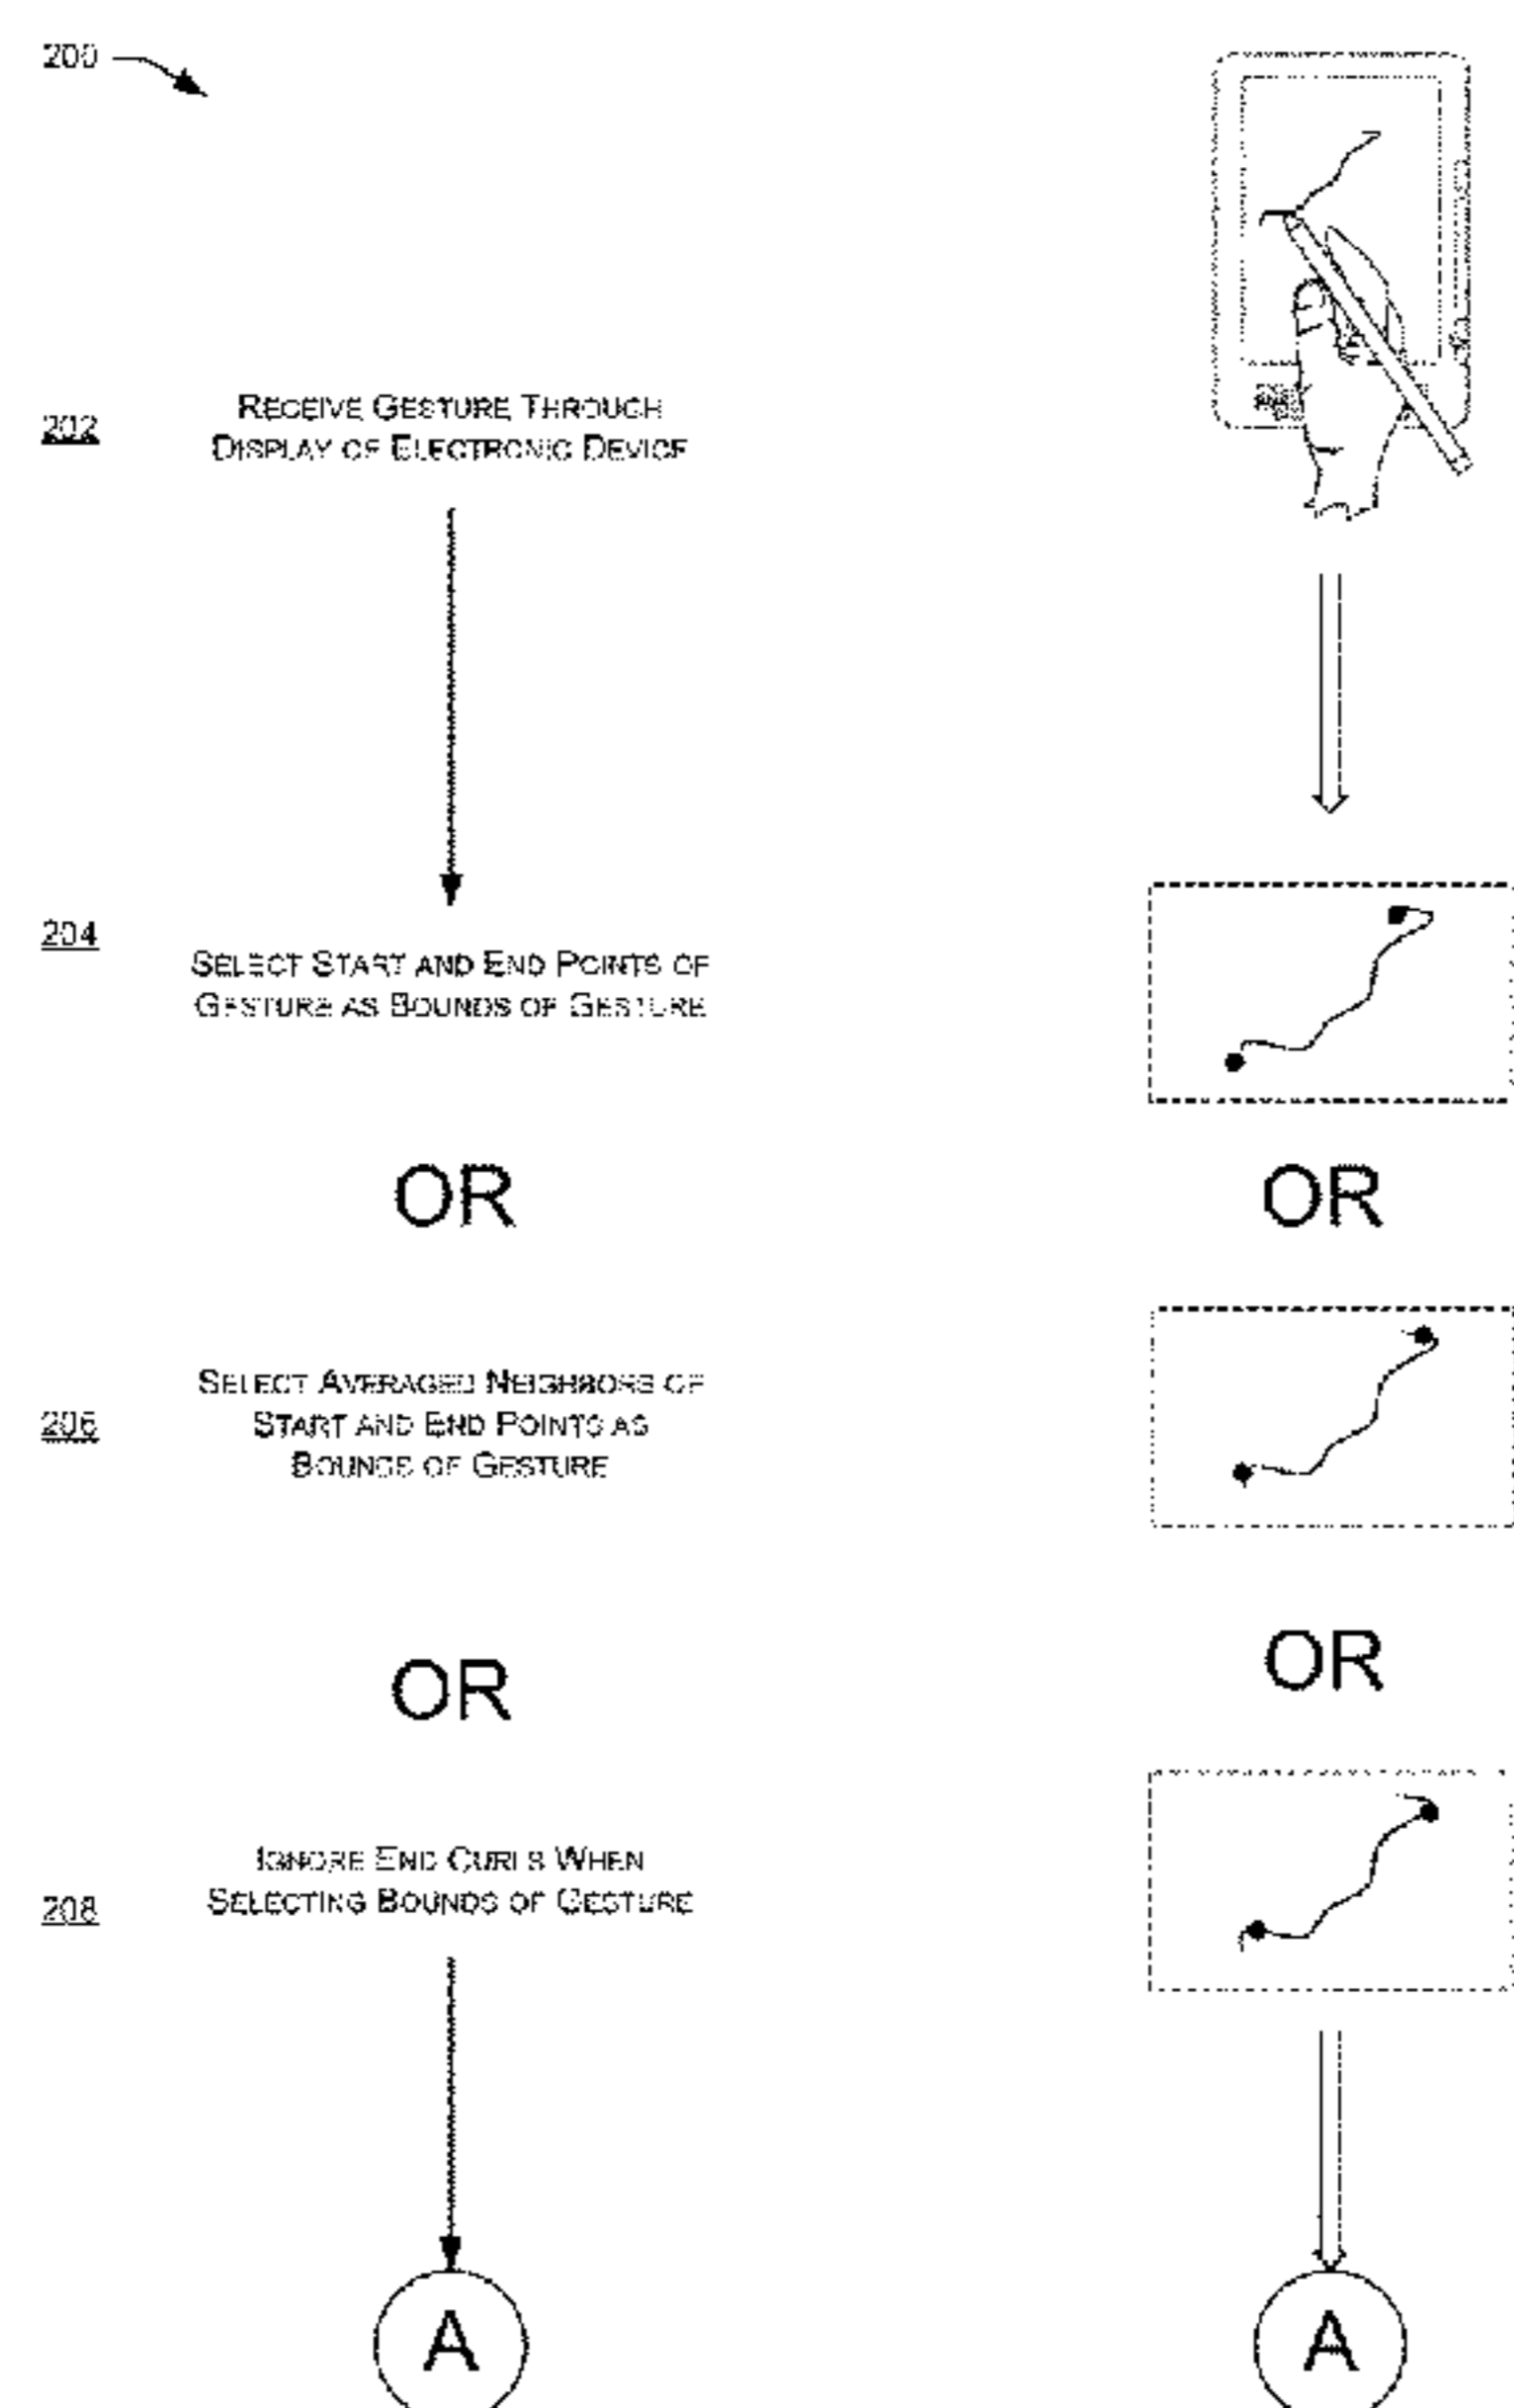 200
202
RECEIVE GESTURE THROUGH
DISPLAY OF ELECTRONIC DEVICE
204
SELECT START AND END POINTS OF
GESTURE AS BOUNDS OF GESTURE
OR
OR
206
SELECT AVERAGED NEIGHBORS OF
START AND END POINTS AS
BOUNDS OF GESTURE
OR
OR
208
IGNORE END CURLS WHEN
SELECTING BOUNDS OF GESTURE
A
A